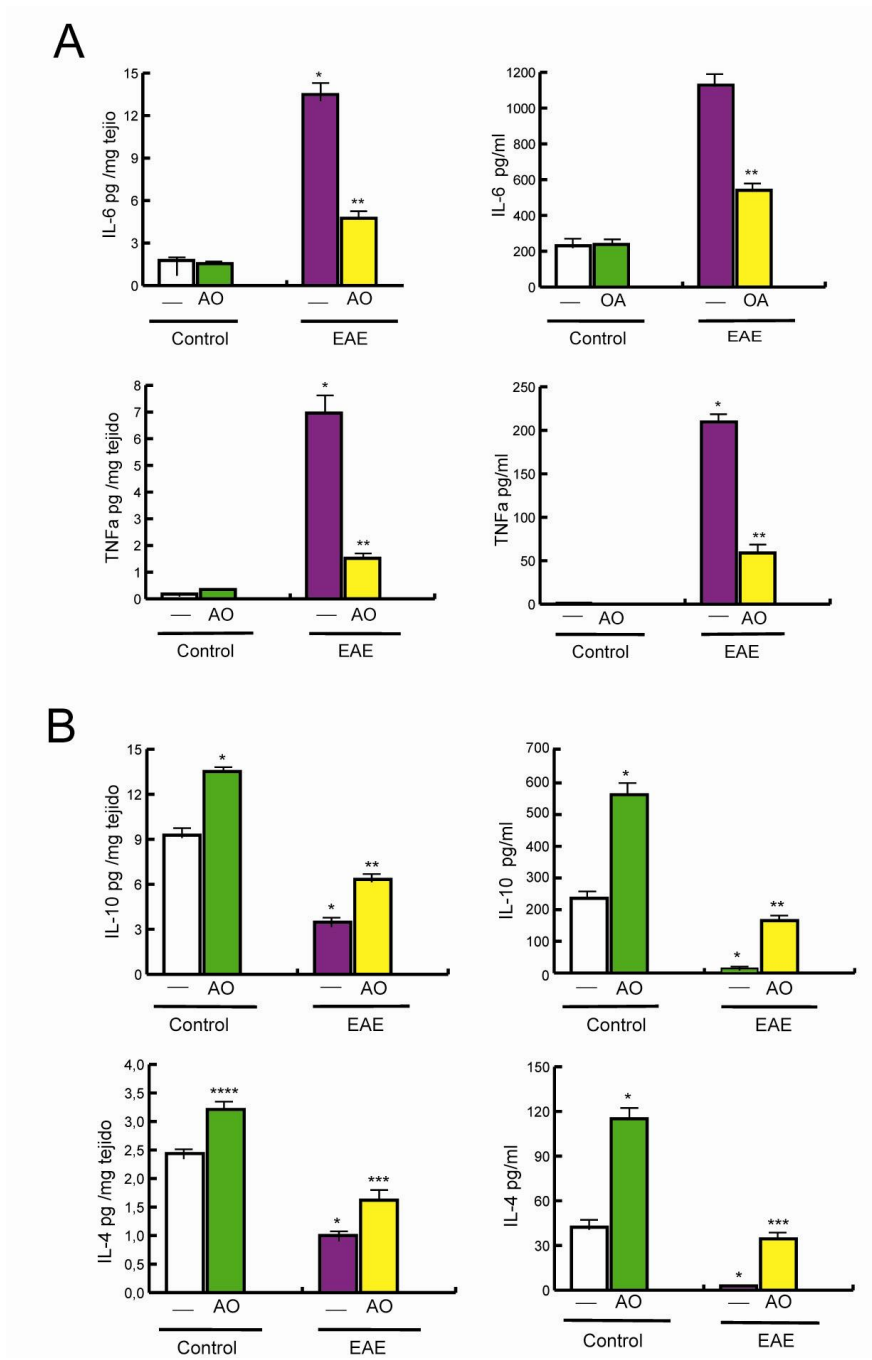 A
IL-6 pg /mg tejio
15
12
9
6
3
0
*
**
— AO — AO
Control EAE
IL-6 pg/ml
1200
1000
800
600
400
200
0
**
— OA — OA
Control EAE
TNFa pg /mg tejido
8
7
6
5
4
3
2
1
0
*
**
— AO — AO
Control EAE
TNFa pg/ml
250
200
150
100
50
0
*
**
— AO — AO
Control EAE
B
IL-10 pg /mg tejido
15
12
9
6
3
0
*
*
**
— AO — AO
Control EAE
IL-10 pg/ml
700
600
500
400
300
200
100
0
*
*
**
— AO — AO
Control EAE
IL-4 pg /mg tejido
4,0
3,5
3,0
2,5
2,0
1,5
1,0
0,5
0,0
****
*
***
— AO — AO
Control EAE
IL-4 pg/ml
150
120
90
60
30
0
*
*
***
— AO — AO
Control EAE